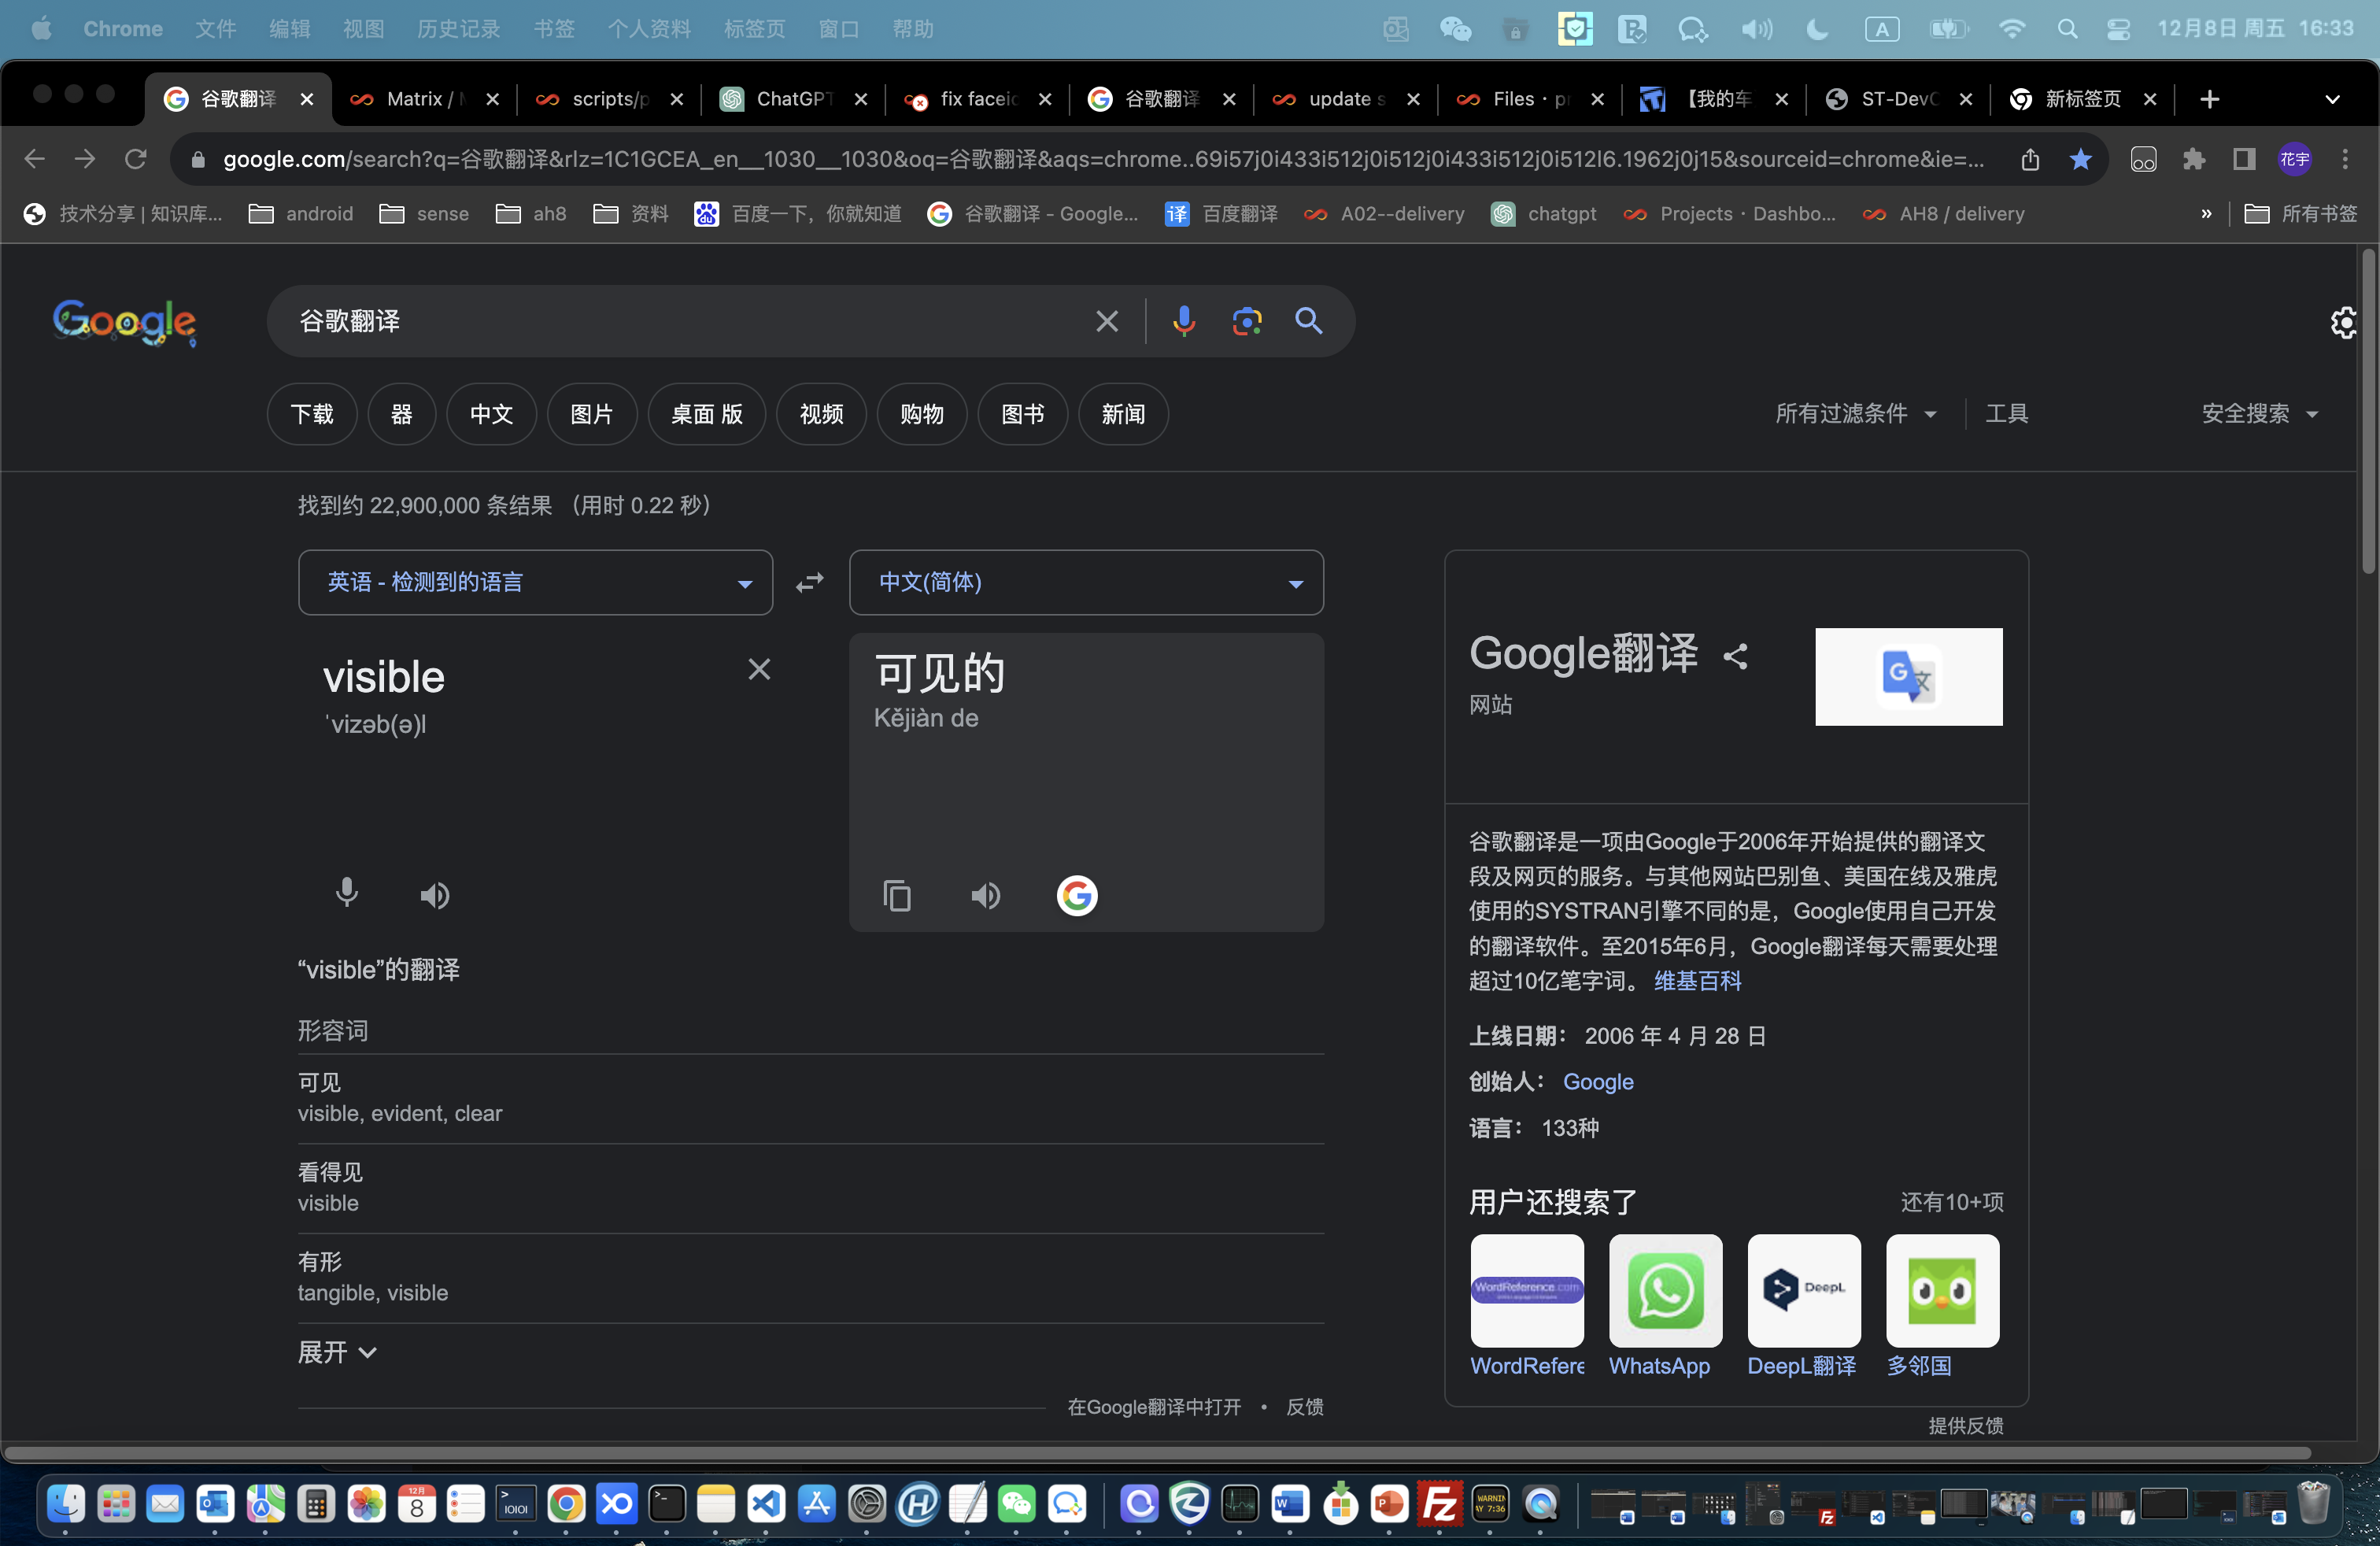 Chrome 文件 编辑 视图 历史记录 书签 个人资料 标签页 窗口 帮助 A 12月8日 周五 16:33
谷歌翻译 Matrix / scripts/p ChatGPT fix faceid 谷歌翻译 update s Files · pr 【我的车 ST-Dev 新标签页
google.com/search?q=谷歌翻译&rlz=1C1GCEA_en__1030__1030&oq=谷歌翻译&aqs=chrome..69i57j0i433i512j0i512j0i433i512j0i512l6.1962j0j15&sourceid=chrome&ie=... 花宇
技术分享 | 知识库... android sense ah8 资料 百度一下，你就知道 谷歌翻译 - Google... 译 百度翻译 A02--delivery chatgpt Projects · Dashbo... AH8 / delivery » 所有书签
Google 谷歌翻译
下载 器 中文 图片 桌面 版 视频 购物 图书 新闻 所有过滤条件 工具 安全搜索
找到约 22,900,000 条结果 （用时 0.22 秒）
英语 - 检测到的语言 中文(简体)
visible
ˈvizəb(ə)l
可见的
Kějiàn de
“visible”的翻译
形容词
可见
visible, evident, clear
看得见
visible
有形
tangible, visible
展开
在Google翻译中打开 • 反馈
Google翻译
网站
谷歌翻译是一项由Google于2006年开始提供的翻译文
段及网页的服务。与其他网站巴别鱼、美国在线及雅虎
使用的SYSTRAN引擎不同的是，Google使用自己开发
的翻译软件。至2015年6月，Google翻译每天需要处理
超过10亿笔字词。 维基百科
上线日期： 2006 年 4 月 28 日
创始人： Google
语言： 133种
用户还搜索了 还有10+项
WordReference.com DeepL
WordRefere WhatsApp DeepL翻译 多邻国
提供反馈
12月 8